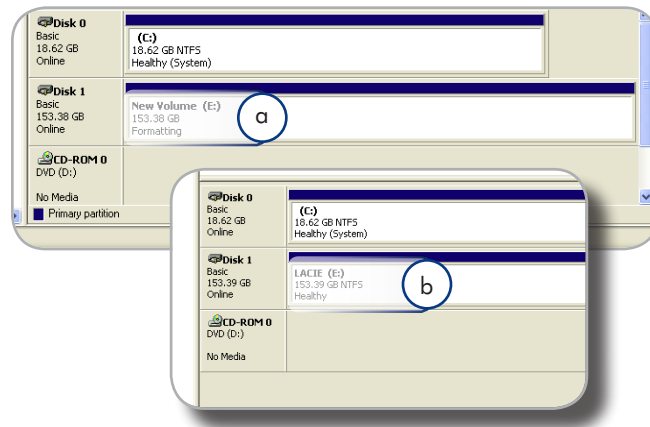 Disk 0
Basic
18.62 GB
Online
(C:)
18.62 GB NTFS
Healthy (System)
Disk 1
Basic
153.38 GB
Online
New Volume (E:)
153.38 GB
Formatting
a
CD-ROM 0
DVD (D:)
No Media
Primary partition
Disk 0
Basic
18.62 GB
Online
(C:)
18.62 GB NTFS
Healthy (System)
Disk 1
Basic
153.39 GB
Online
LACIE (E:)
153.39 GB NTFS
Healthy
b
CD-ROM 0
DVD (D:)
No Media